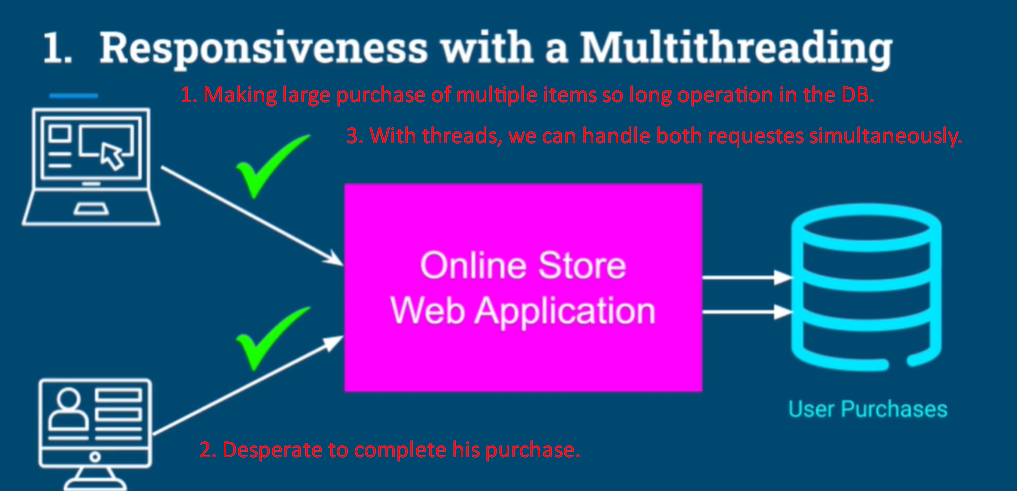 1. Responsiveness with a Multithreading
1. Making large purchase of multiple items so long operation in the DB.
3. With threads, we can handle both requestes simultaneously.
Online Store
Web Application
User Purchases
2. Desperate to complete his purchase.